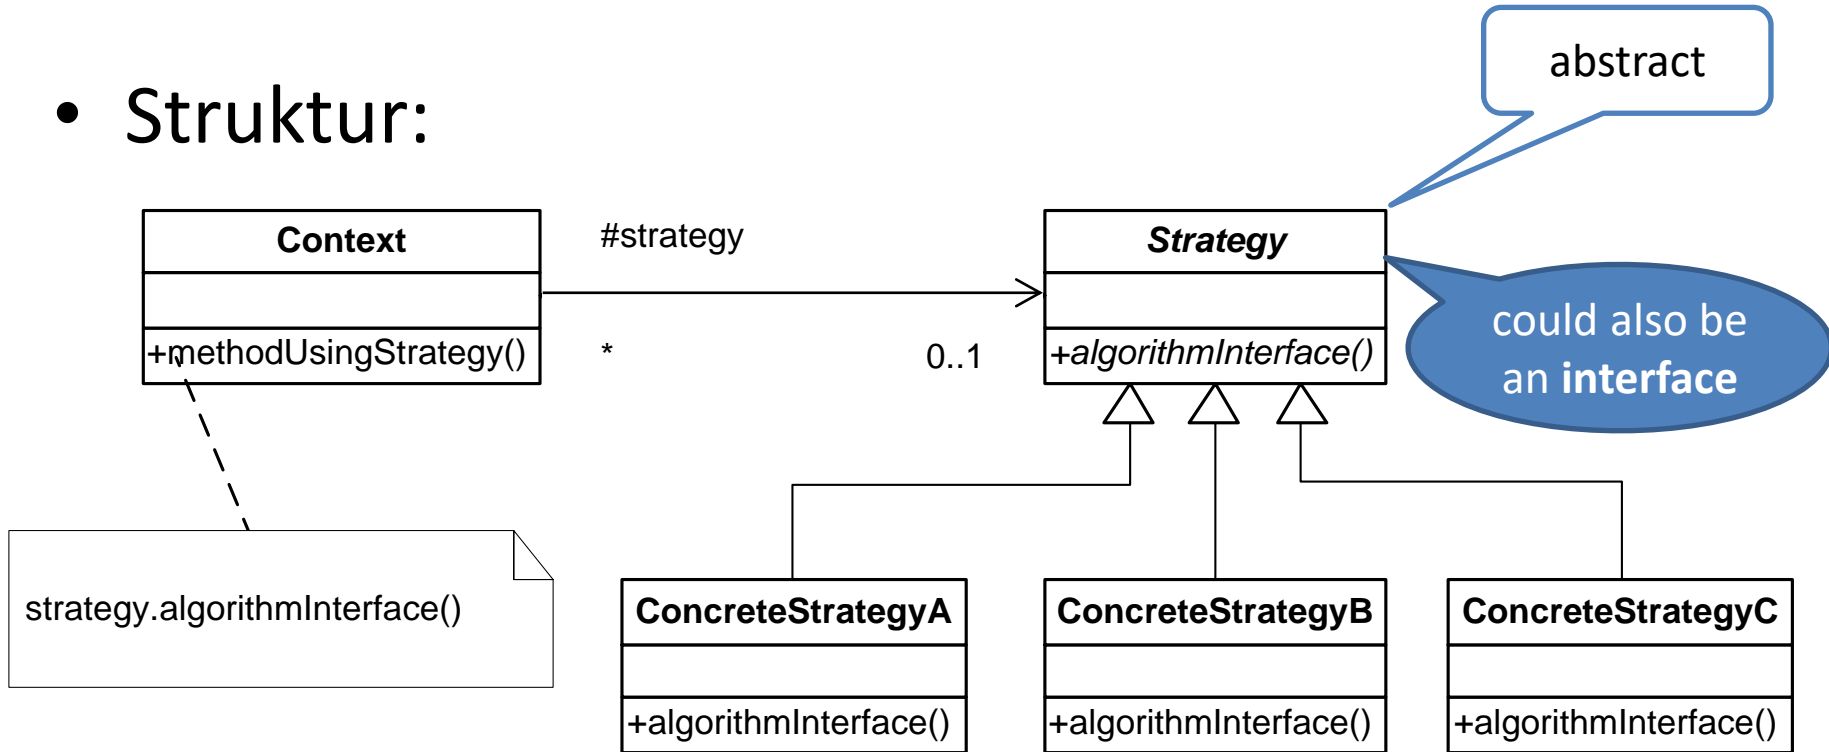 abstract
• Struktur:
Context
#strategy
Strategy
+methodUsingStrategy()
*
0..1
+algorithmInterface()
could also be
an interface
strategy.algorithmInterface()
ConcreteStrategyA
ConcreteStrategyB
ConcreteStrategyC
+algorithmInterface()
+algorithmInterface()
+algorithmInterface()